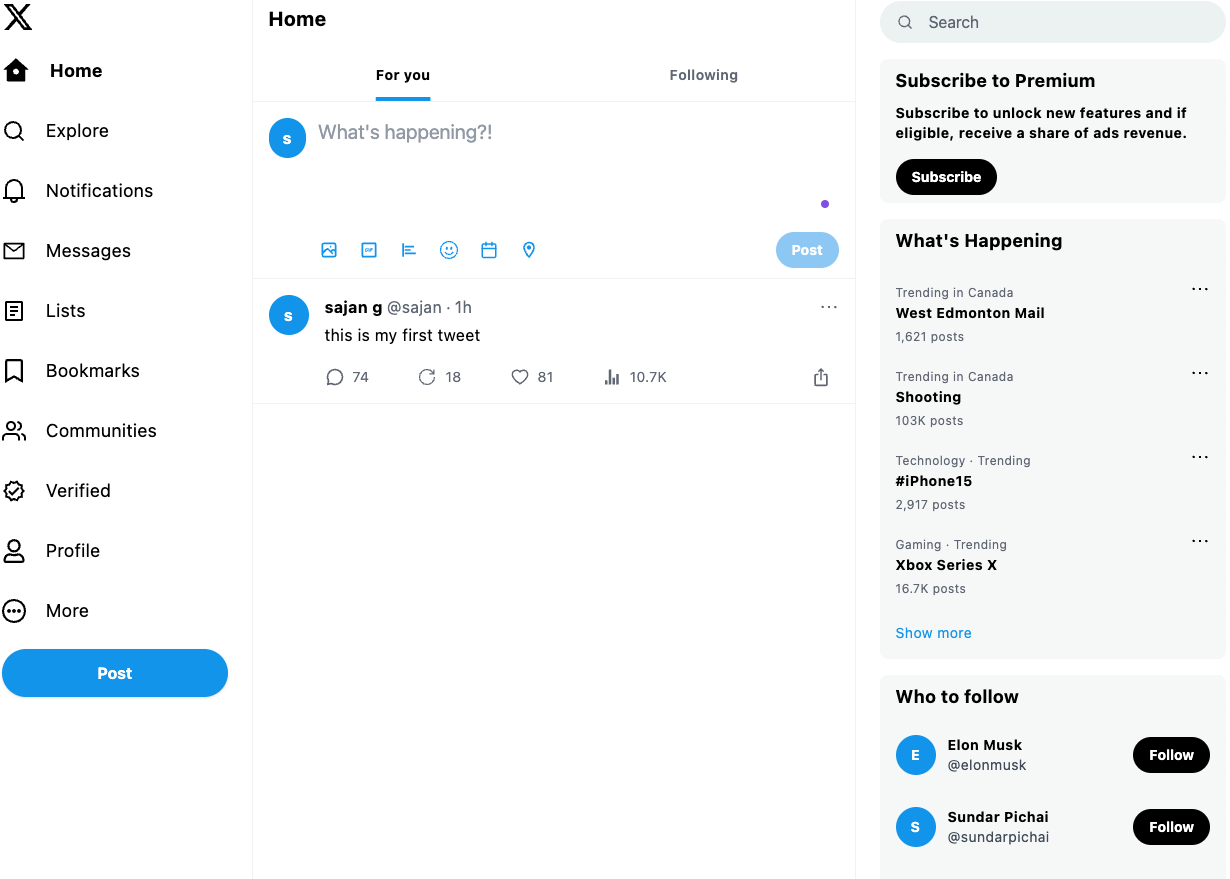 Home
Explore
Notifications
Messages
Lists
Bookmarks
Communities
Verified
Profile
More
Post
Home
For you
Following
s
What's happening?!
GIF
Post
s
sajan g @sajan · 1h
this is my first tweet
74
18
81
10.7K
Search
Subscribe to Premium
Subscribe to unlock new features and if
eligible, receive a share of ads revenue.
Subscribe
What's Happening
Trending in Canada
West Edmonton Mail
1,621 posts
Trending in Canada
Shooting
103K posts
Technology · Trending
#iPhone15
2,917 posts
Gaming · Trending
Xbox Series X
16.7K posts
Show more
Who to follow
E
Elon Musk
@elonmusk
Follow
S
Sundar Pichai
@sundarpichai
Follow